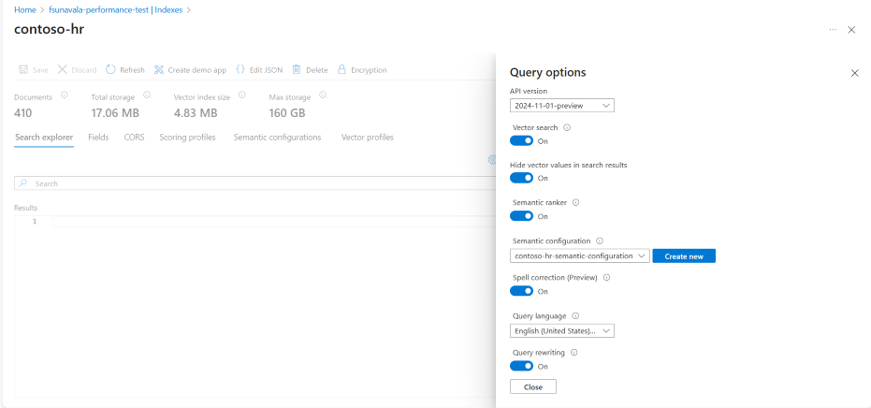 Home > fsunavala-performance-test | Indexes >
contoso-hr
Save Discard Refresh Create demo app Edit JSON Delete Encryption
Documents Total storage Vector index size Max storage
410 17.06 MB 4.83 MB 160 GB
Search explorer Fields CORS Scoring profiles Semantic configurations Vector profiles
Search
Results
1
Query options
API version
2024-11-01-preview
Vector search
On
Hide vector values in search results
On
Semantic ranker
On
Semantic configuration
contoso-hr-semantic-configuration Create new
Spell correction (Preview)
On
Query language
English (United States)...
Query rewriting
On
Close